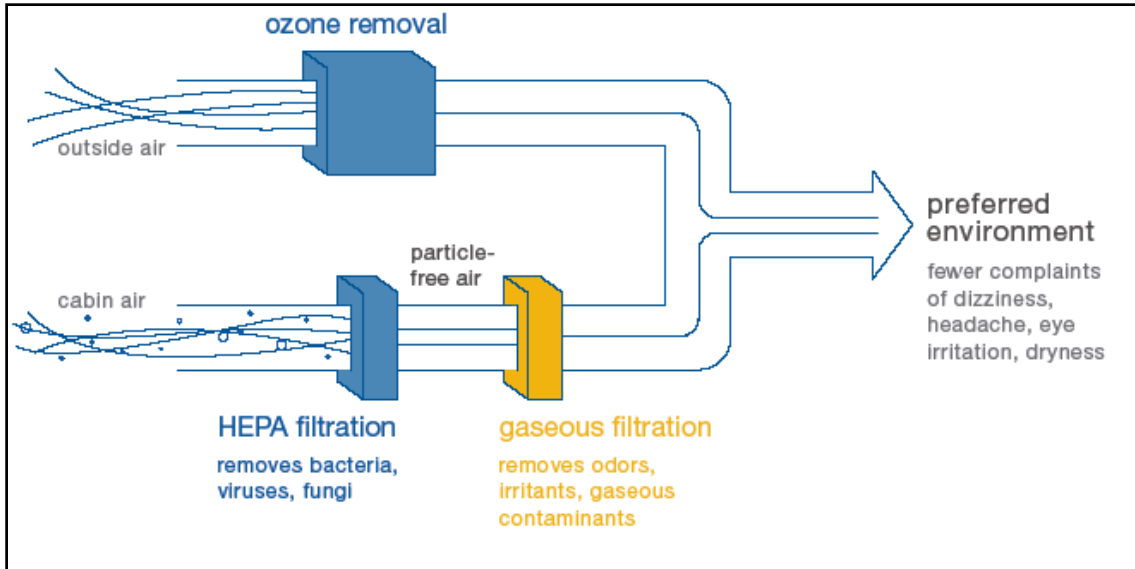 ozone removal
outside air
preferred
environment
fewer complaints
of dizziness,
headache, eye
irritation, dryness
particle-
free air
cabin air
HEPA filtration
removes bacteria,
viruses, fungi
gaseous filtration
removes odors,
irritants, gaseous
contaminants